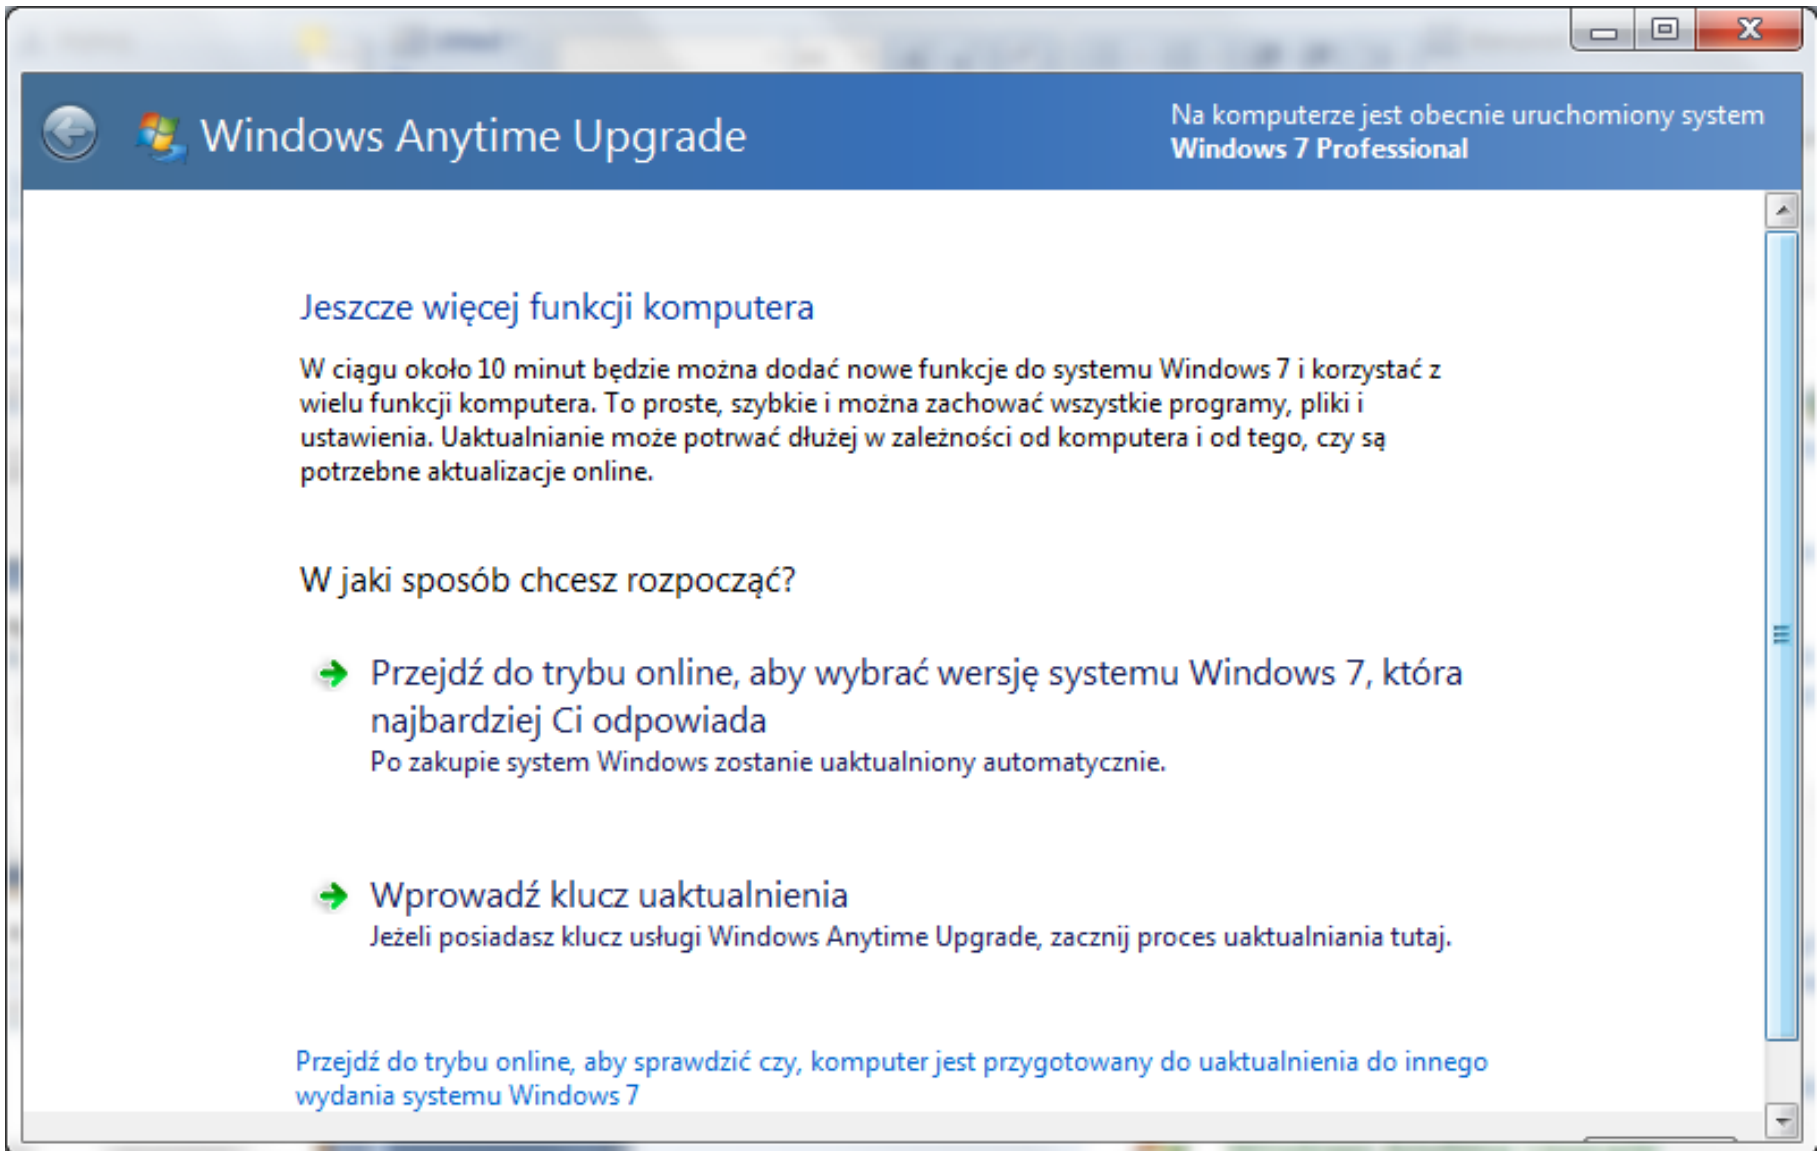 Windows Anytime Upgrade
Na komputerze jest obecnie uruchomiony system
Windows 7 Professional
Jeszcze więcej funkcji komputera
W ciągu około 10 minut będzie można dodać nowe funkcje do systemu Windows 7 i korzystać z
wielu funkcji komputera. To proste, szybkie i można zachować wszystkie programy, pliki i
ustawienia. Uaktualnianie może potrwać dłużej w zależności od komputera i od tego, czy są
potrzebne aktualizacje online.
W jaki sposób chcesz rozpocząć?
Przejdź do trybu online, aby wybrać wersję systemu Windows 7, która
najbardziej Ci odpowiada
Po zakupie system Windows zostanie uaktualniony automatycznie.
Wprowadź klucz uaktualnienia
Jeżeli posiadasz klucz usługi Windows Anytime Upgrade, zacznij proces uaktualniania tutaj.
Przejdź do trybu online, aby sprawdzić czy, komputer jest przygotowany do uaktualnienia do innego
wydania systemu Windows 7